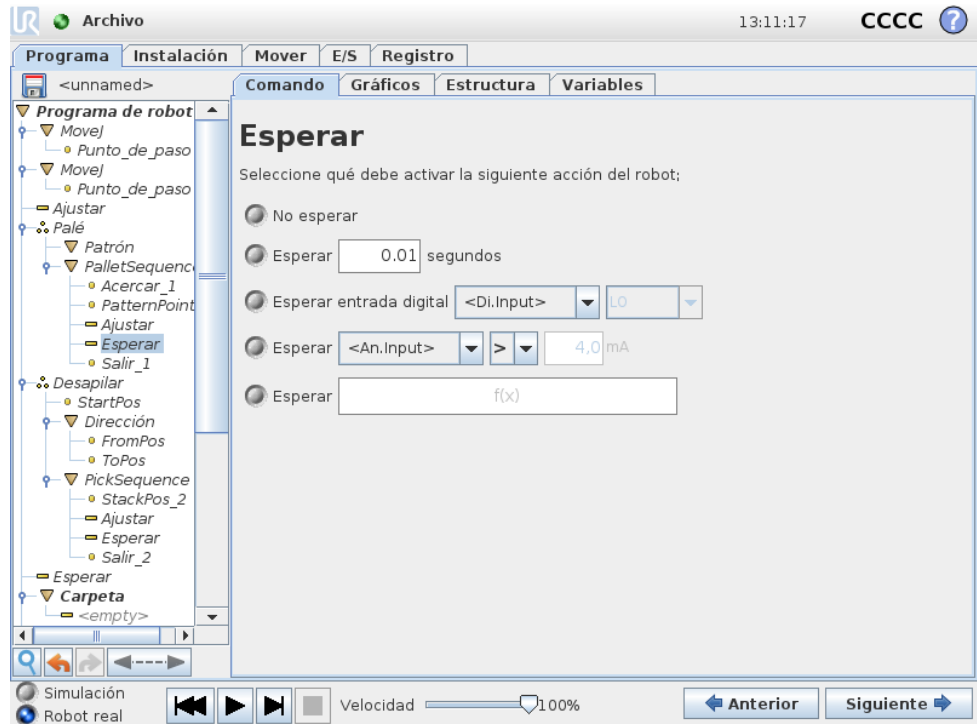 UR Archivo 13:11:17 CCCC ?
Programa Instalación Mover E/S Registro
<unnamed>
Comando Gráficos Estructura Variables
Programa de robot
MoveJ
Punto_de_paso
MoveJ
Punto_de_paso
Ajustar
Palé
Patrón
PalletSequenc
Acercar_1
PatternPoint
Ajustar
Esperar
Salir_1
Desapilar
StartPos
Dirección
FromPos
ToPos
PickSequence
StackPos_2
Ajustar
Esperar
Salir_2
Esperar
Carpeta
<empty>
Esperar
Seleccione qué debe activar la siguiente acción del robot;
No esperar
Esperar 0.01 segundos
Esperar entrada digital <Di.Input> LO
Esperar <An.Input> > 4,0 mA
Esperar f(x)
Simulación
Robot real
Velocidad 100%
Anterior Siguiente